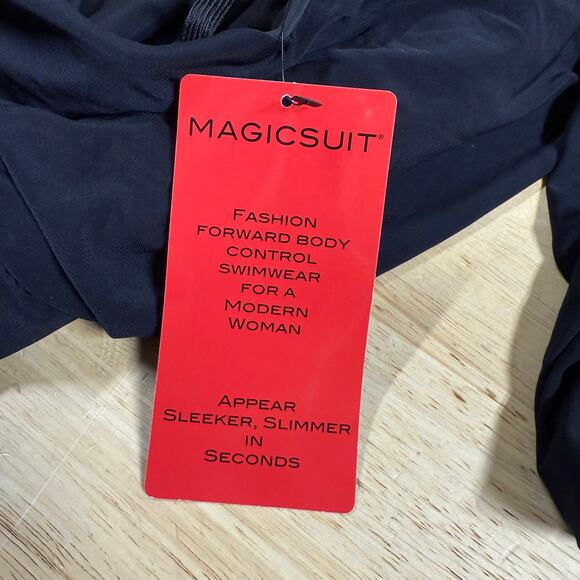 MAGICSUIT®
FASHION
FORWARD BODY
CONTROL
SWIMWEAR
FOR A
MODERN
WOMAN
APPEAR
SLEEKER, SLIMMER
IN
SECONDS